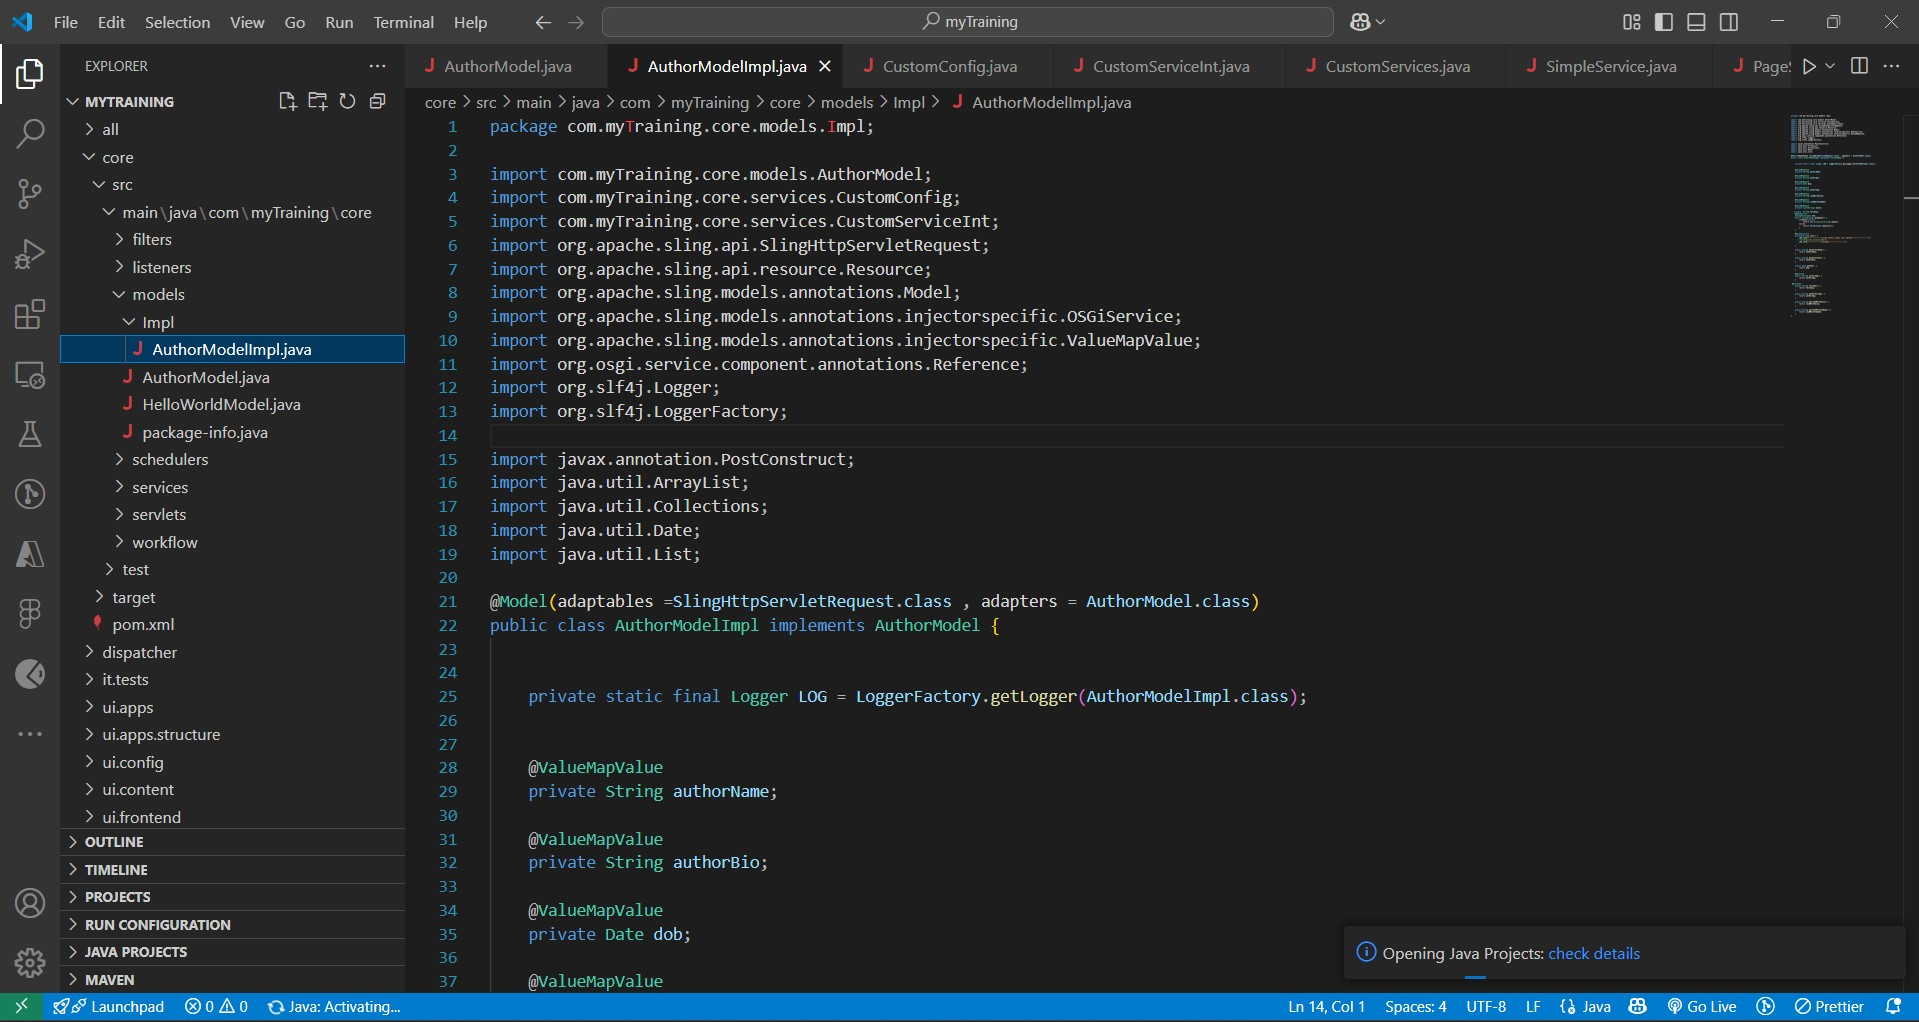 File Edit Selection View Go Run Terminal Help
myTraining
EXPLORER
MYTRAINING
all
core
src
main\java\com\myTraining\core
filters
listeners
models
Impl
AuthorModelImpl.java
AuthorModel.java
HelloWorldModel.java
package-info.java
schedulers
services
servlets
workflow
test
target
pom.xml
dispatcher
it.tests
ui.apps
ui.apps.structure
ui.config
ui.content
ui.frontend
OUTLINE
TIMELINE
PROJECTS
RUN CONFIGURATION
JAVA PROJECTS
MAVEN
AuthorModel.java AuthorModelImpl.java CustomConfig.java CustomServiceInt.java CustomServices.java SimpleService.java PageS
core > src > main > java > com > myTraining > core > models > Impl > AuthorModelImpl.java
1 package com.myTraining.core.models.Impl;
2
3 import com.myTraining.core.models.AuthorModel;
4 import com.myTraining.core.services.CustomConfig;
5 import com.myTraining.core.services.CustomServiceInt;
6 import org.apache.sling.api.SlingHttpServletRequest;
7 import org.apache.sling.api.resource.Resource;
8 import org.apache.sling.models.annotations.Model;
9 import org.apache.sling.models.annotations.injectorspecific.OSGiService;
10 import org.apache.sling.models.annotations.injectorspecific.ValueMapValue;
11 import org.osgi.service.component.annotations.Reference;
12 import org.slf4j.Logger;
13 import org.slf4j.LoggerFactory;
14
15 import javax.annotation.PostConstruct;
16 import java.util.ArrayList;
17 import java.util.Collections;
18 import java.util.Date;
19 import java.util.List;
20
21 @Model(adaptables =SlingHttpServletRequest.class , adapters = AuthorModel.class)
22 public class AuthorModelImpl implements AuthorModel {
23
24
25 private static final Logger LOG = LoggerFactory.getLogger(AuthorModelImpl.class);
26
27
28 @ValueMapValue
29 private String authorName;
30
31 @ValueMapValue
32 private String authorBio;
33
34 @ValueMapValue
35 private Date dob;
36
37 @ValueMapValue
Opening Java Projects: check details
Launchpad 0 0 Java: Activating... Ln 14, Col 1 Spaces: 4 UTF-8 LF Java Go Live Prettier